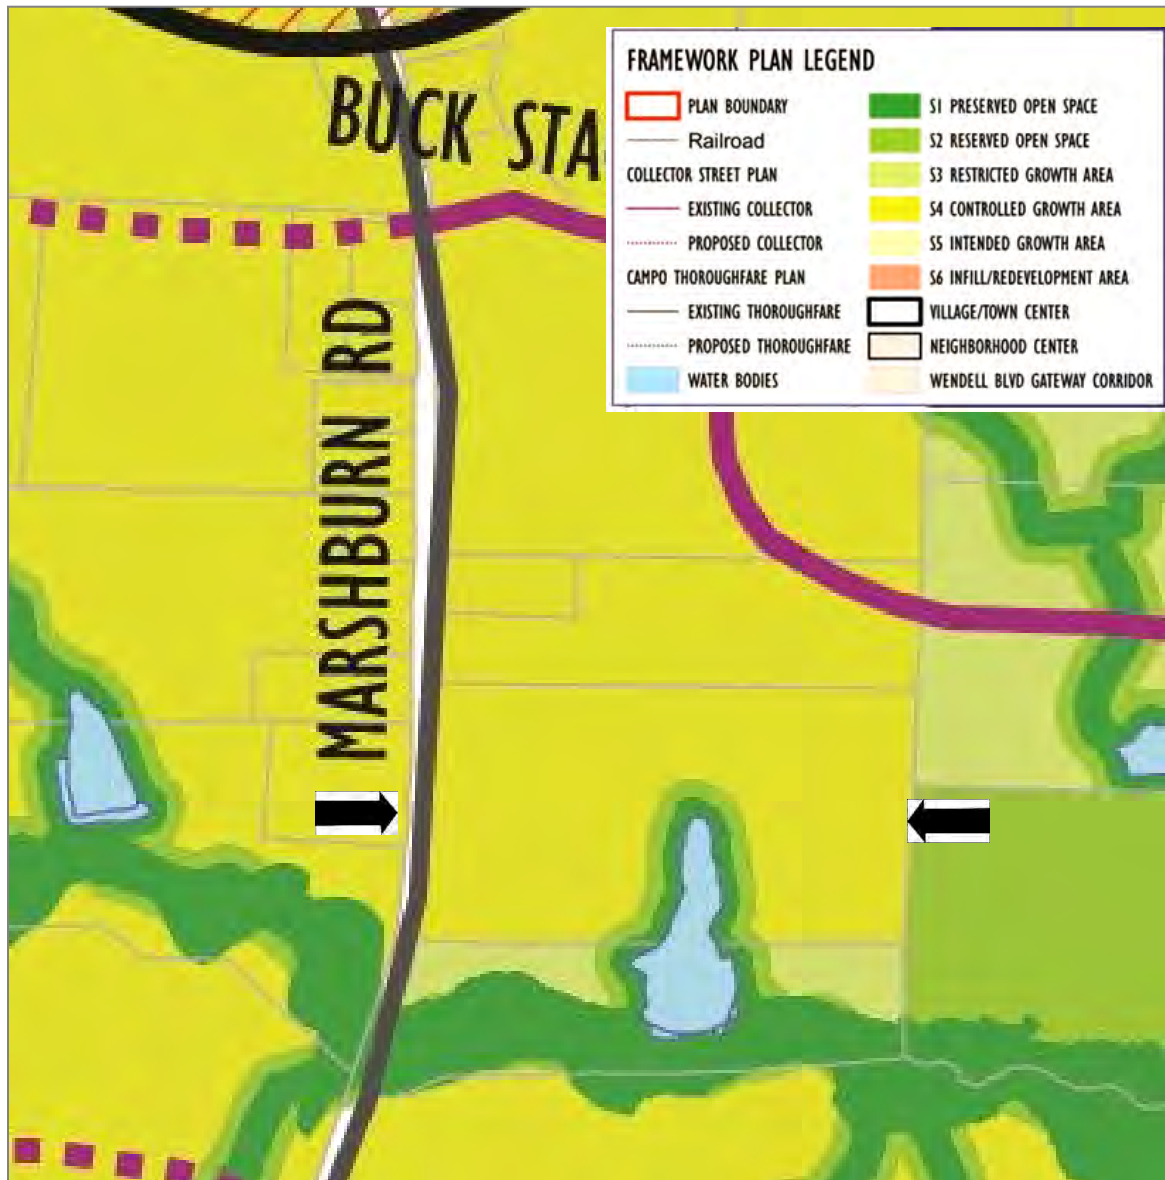 BUCK STA
MARSHBURN RD
FRAMEWORK PLAN LEGEND
PLAN BOUNDARY
Railroad
COLLECTOR STREET PLAN
EXISTING COLLECTOR
PROPOSED COLLECTOR
CAMPO THOROUGHFARE PLAN
EXISTING THOROUGHFARE
PROPOSED THOROUGHFARE
WATER BODIES
S1 PRESERVED OPEN SPACE
S2 RESERVED OPEN SPACE
S3 RESTRICTED GROWTH AREA
S4 CONTROLLED GROWTH AREA
S5 INTENDED GROWTH AREA
S6 INFILL/REDEVELOPMENT AREA
VILLAGE/TOWN CENTER
NEIGHBORHOOD CENTER
WENDELL BLVD GATEWAY CORRIDOR